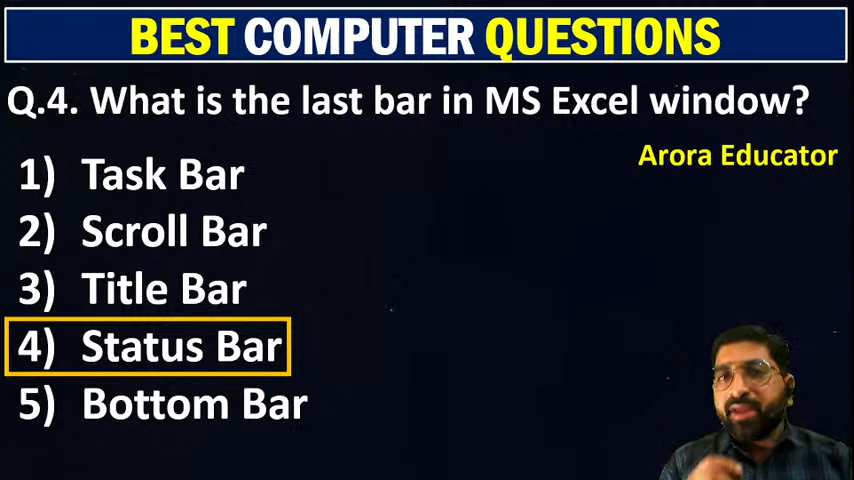 BEST COMPUTER QUESTIONS
Q.4. What is the last bar in MS Excel window?
Arora Educator
1) Task Bar
2) Scroll Bar
3) Title Bar
4) Status Bar
5) Bottom Bar